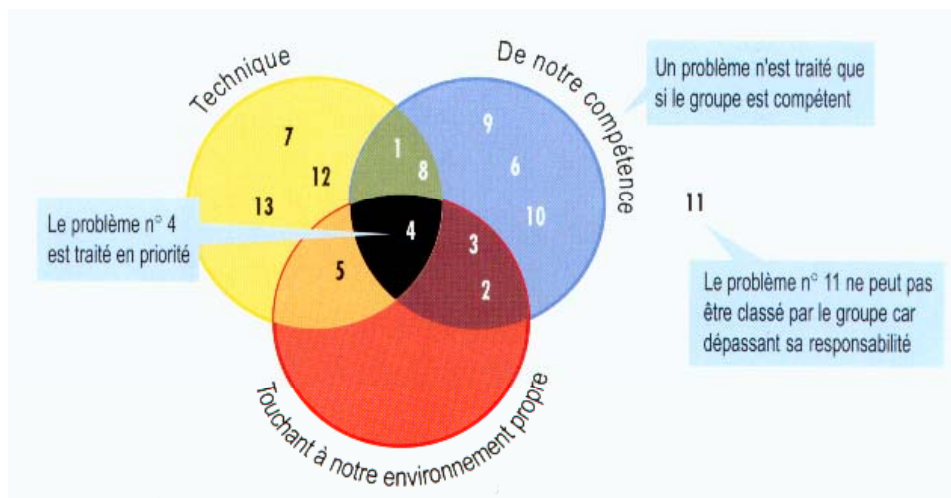 Technique
De notre compétence
Un problème n'est traité que
si le groupe est compétent
7
12
13
1
8
9
6
10
11
Le problème n° 4
est traité en priorité
4
5
3
2
Le problème n° 11 ne peut pas
être classé par le groupe car
dépassant sa responsabilité
Touchant à notre environnement propre